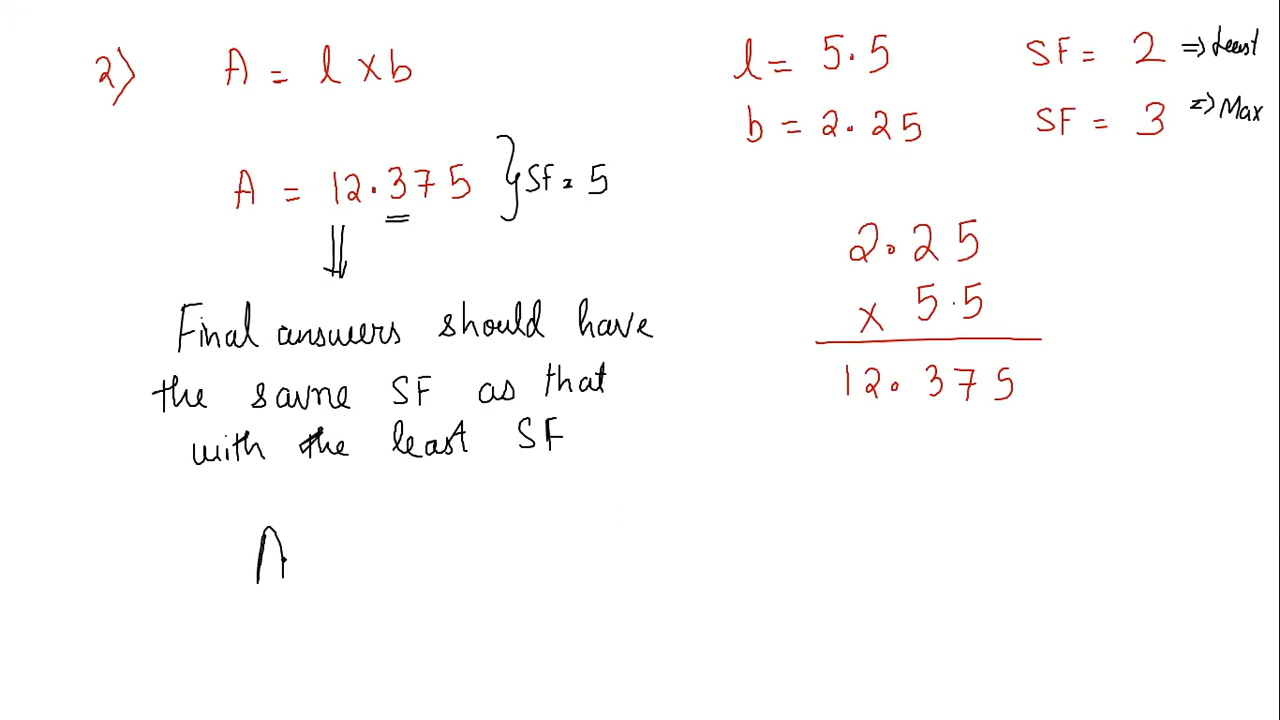 2) A = l x b
l = 5.5 SF = 2 => Least
b = 2.25 SF = 3 => Max
A = 12.375 } SF = 5
2.25
x 5.5
12.375
Final answers should have
the same SF as that
with the least SF
A